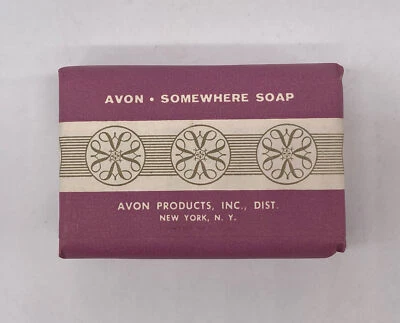 AVON • SOMEWHERE SOAP
AVON PRODUCTS, INC., DIST.
NEW YORK, N. Y.